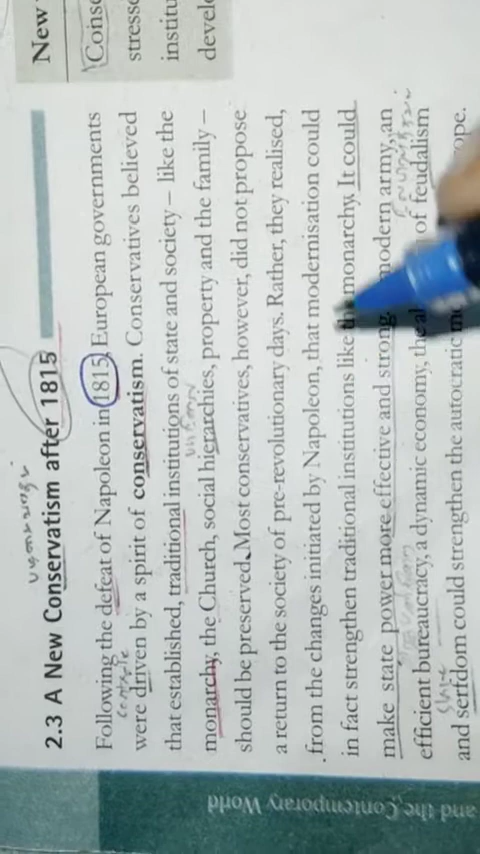 New
Conse
stresse
institu
develo
2.3 A New Conservatism after 1815
Following the defeat of Napoleon in 1815, European governments
were driven by a spirit of conservatism. Conservatives believed
that established, traditional institutions of state and society – like the
monarchy, the Church, social hierarchies, property and the family –
should be preserved. Most conservatives, however, did not propose
a return to the society of pre-revolutionary days. Rather, they realised,
from the changes initiated by Napoleon, that modernisation could
in fact strengthen traditional institutions like the monarchy. It could
make state power more effective and strong. modern army, an
efficient bureaucracy, a dynamic economy, the of feudalism
and serfdom could strengthen the autocratic
and the Contemporary World